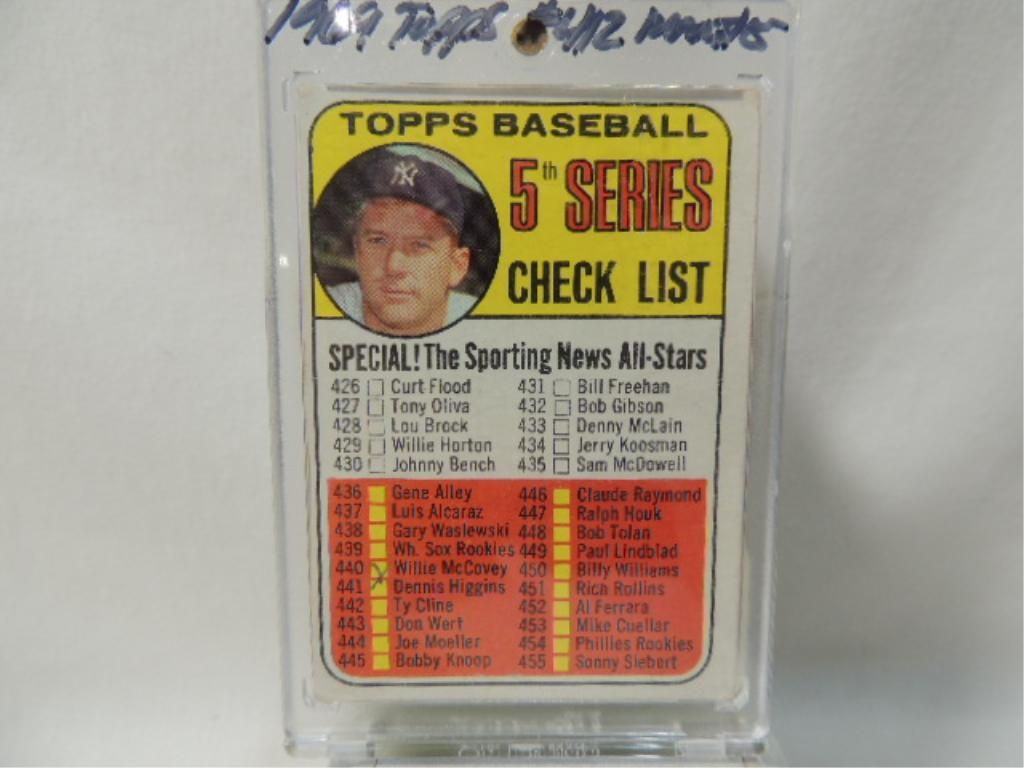 1969 Topps #412 Mantle
TOPPS BASEBALL
NY
5th SERIES
CHECK LIST
SPECIAL! The Sporting News All-Stars
426 Curt Flood 431 Bill Freehan
427 Tony Oliva 432 Bob Gibson
428 Lou Brock 433 Denny McLain
429 Willie Horton 434 Jerry Koosman
430 Johnny Bench 435 Sam McDowell
436 Gene Alley 446 Claude Raymond
437 Luis Alcaraz 447 Ralph Houk
438 Gary Waslewski 448 Bob Tolan
439 Wh. Sox Rookies 449 Paul Lindblad
440 Willie McCovey 450 Billy Williams
441 Dennis Higgins 451 Rich Rollins
442 Ty Cline 452 Al Ferrara
443 Don Wert 453 Mike Cuellar
444 Joe Moeller 454 Phillies Rookies
445 Bobby Knoop 455 Sonny Siebert